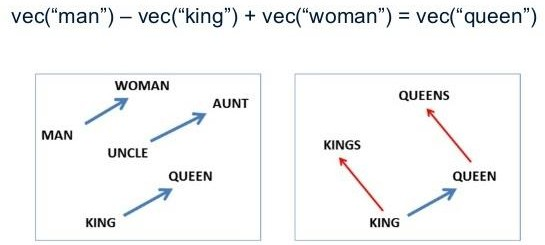 vec(“man”) – vec(“king”) + vec(“woman”) = vec(“queen”)
WOMAN
AUNT
MAN
UNCLE
QUEEN
KING
QUEENS
KINGS
QUEEN
KING